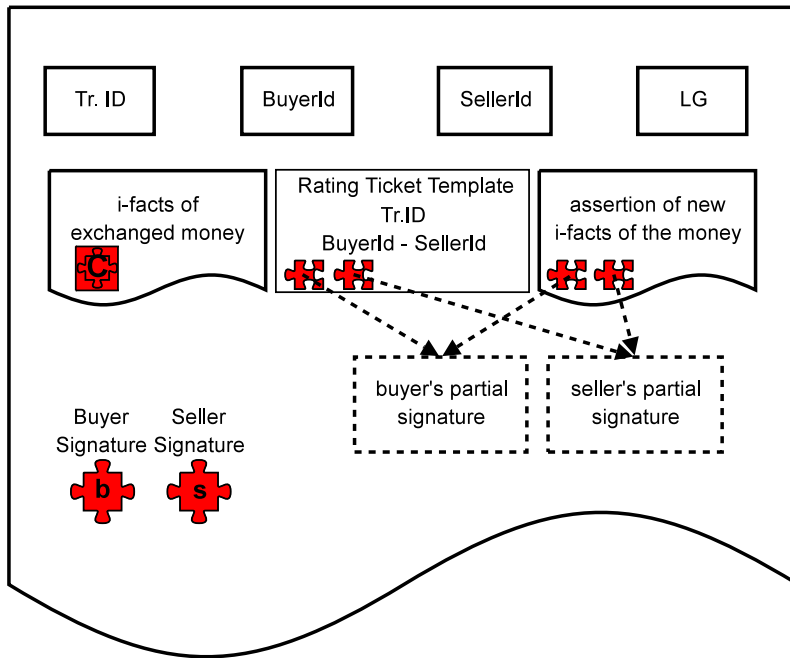 Tr. ID
BuyerId
SellerId
LG
i-facts of
exchanged money
C
Rating Ticket Template
Tr.ID
BuyerId - SellerId
assertion of new
i-facts of the money
buyer's partial
signature
seller's partial
signature
Buyer
Signature
b
Seller
Signature
s